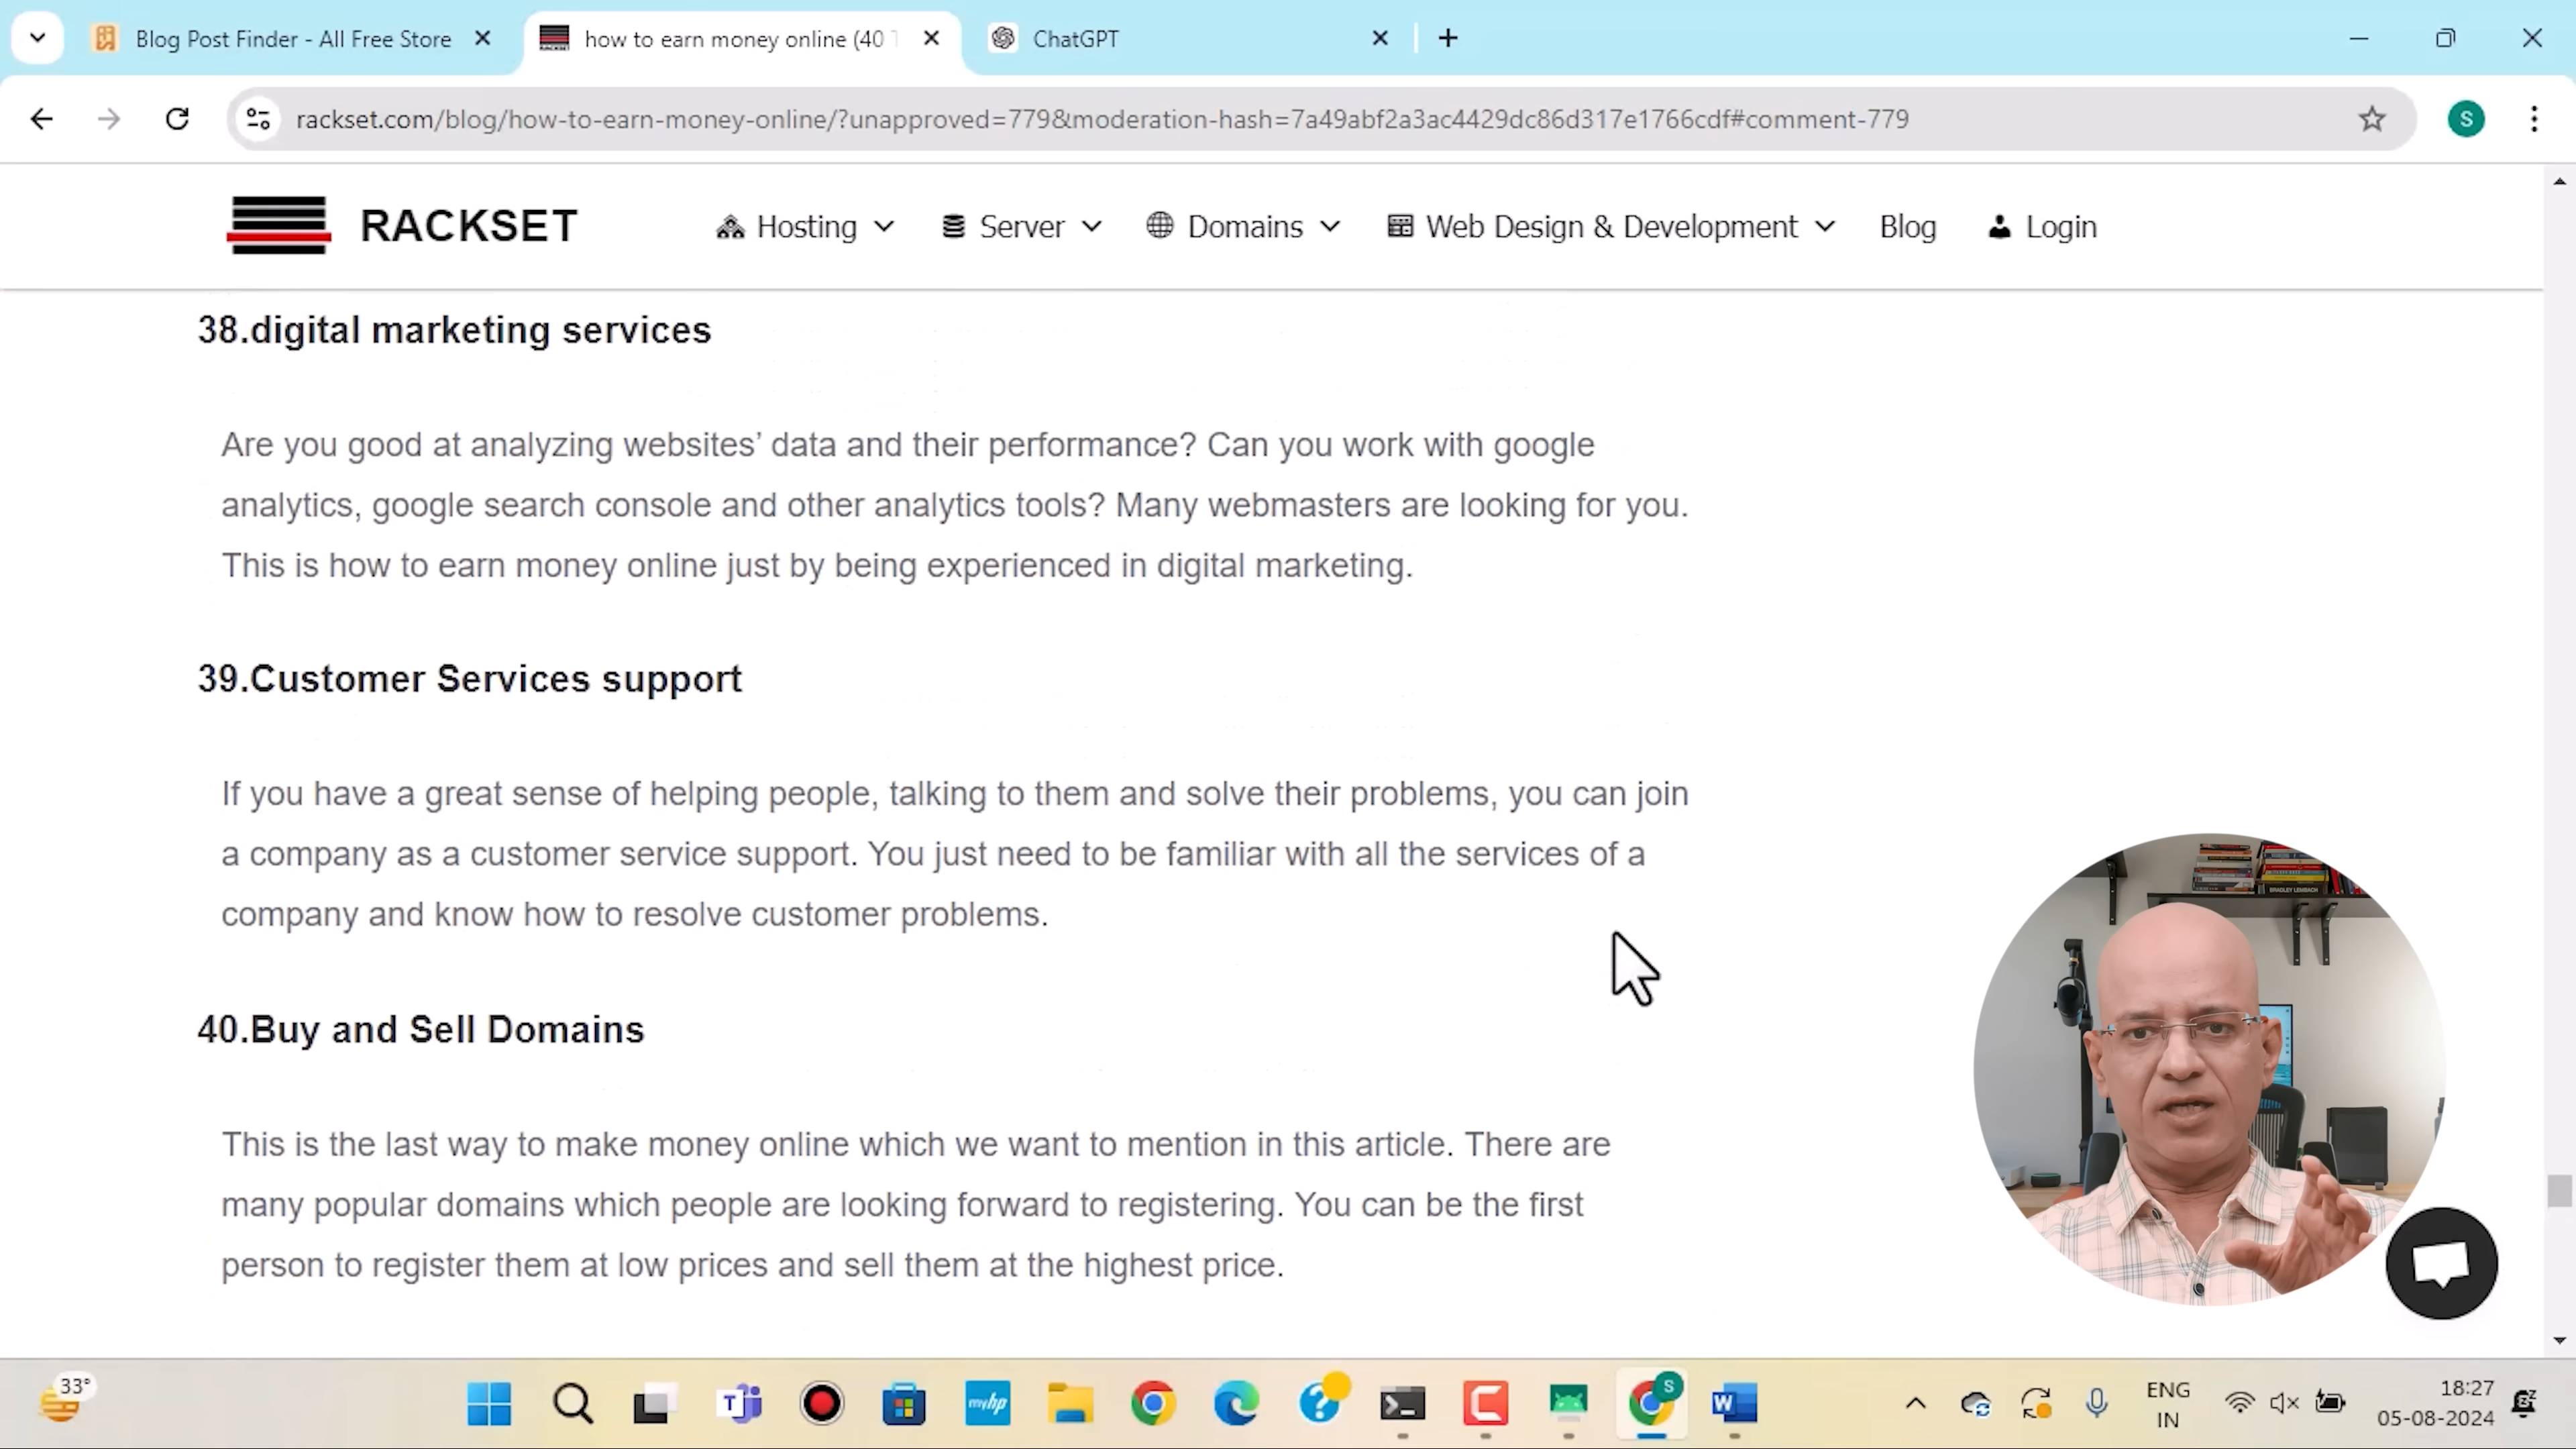 Blog Post Finder - All Free Store
how to earn money online (40
ChatGPT
rackset.com/blog/how-to-earn-money-online/?unapproved=779&moderation-hash=7a49abf2a3ac4429dc86d317e1766cdf#comment-779
S
RACKSET
Hosting
Server
Domains
Web Design & Development
Blog
Login
38.digital marketing services
Are you good at analyzing websites’ data and their performance? Can you work with google
analytics, google search console and other analytics tools? Many webmasters are looking for you.
This is how to earn money online just by being experienced in digital marketing.
39.Customer Services support
If you have a great sense of helping people, talking to them and solve their problems, you can join
a company as a customer service support. You just need to be familiar with all the services of a
company and know how to resolve customer problems.
40.Buy and Sell Domains
This is the last way to make money online which we want to mention in this article. There are
many popular domains which people are looking forward to registering. You can be the first
person to register them at low prices and sell them at the highest price.
BRADLEY LEMBACH
33°
myhp
S
ENG
IN
18:27
05-08-2024